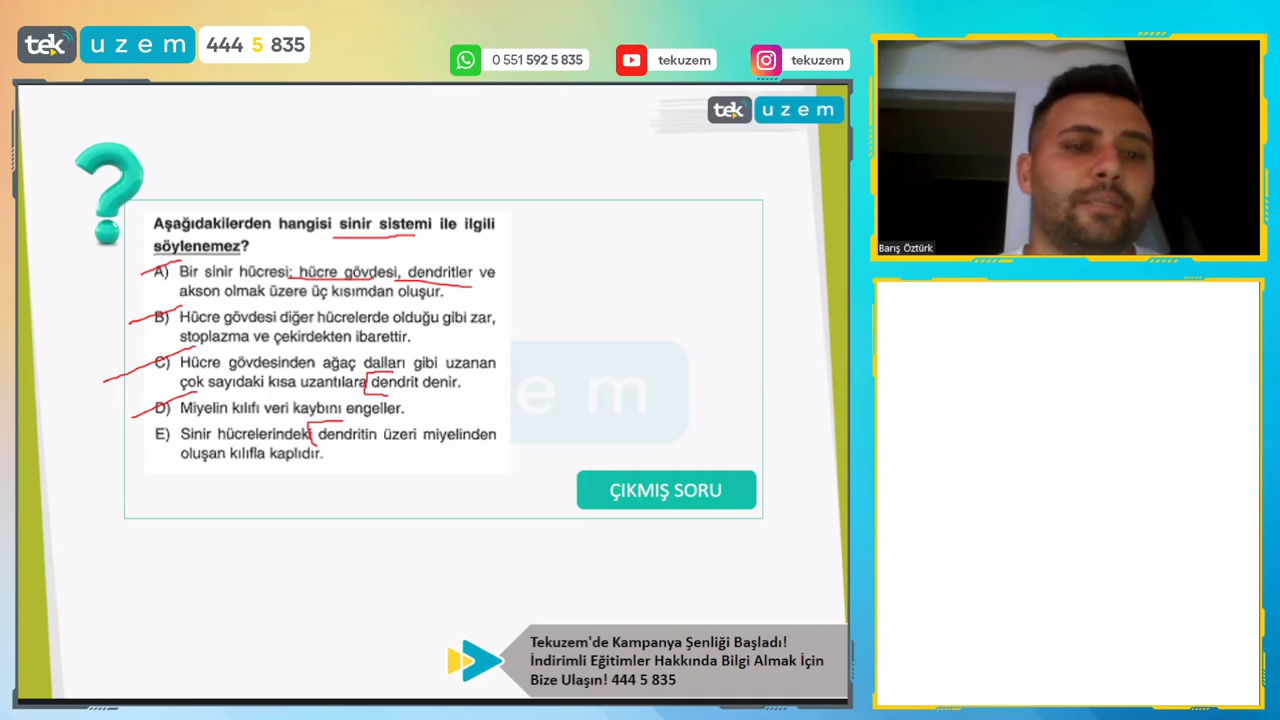 tek uzem 444 5 835
0 551 592 5 835
tekuzem
tekuzem
tek uzem
Aşağıdakilerden hangisi sinir sistemi ile ilgili
söylenemez?
A) Bir sinir hücresi; hücre gövdesi, dendritler ve
akson olmak üzere üç kısımdan oluşur.
B) Hücre gövdesi diğer hücrelerde olduğu gibi zar,
stoplazma ve çekirdekten ibarettir.
C) Hücre gövdesinden ağaç dalları gibi uzanan
çok sayıdaki kısa uzantılara dendrit denir.
D) Miyelin kılıfı veri kaybını engeller.
E) Sinir hücrelerindeki dendritin üzeri miyelinden
oluşan kılıfla kaplıdır.
e m
ÇIKMIŞ SORU
Barış Öztürk
Tekuzem'de Kampanya Şenliği Başladı!
İndirimli Eğitimler Hakkında Bilgi Almak İçin
Bize Ulaşın! 444 5 835